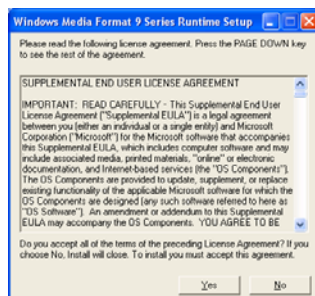 Windows Media Format 9 Series Runtime Setup
Please read the following license agreement. Press the PAGE DOWN key
to see the rest of the agreement.
SUPPLEMENTAL END USER LICENSE AGREEMENT
IMPORTANT: READ CAREFULLY - This Supplemental End User
License Agreement ("Supplemental EULA") is a legal agreement
between you (either an individual or a single entity) and Microsoft
Corporation ("Microsoft") for the Microsoft software that accompanies
this Supplemental EULA, which includes computer software and may
include associated media, printed materials, "online" or electronic
documentation, and Internet-based services (the "OS Components").
The OS Components are provided to update, supplement, or replace
existing functionality of the applicable Microsoft software for which the
OS Components are designed (any such software referred to here as
"OS Software"). An amendment or addendum to this Supplemental
EULA may accompany the OS Components. YOU AGREE TO BE
Do you accept all of the terms of the preceding License Agreement? If you
choose No, Install will close. To install you must accept this agreement.
Yes No